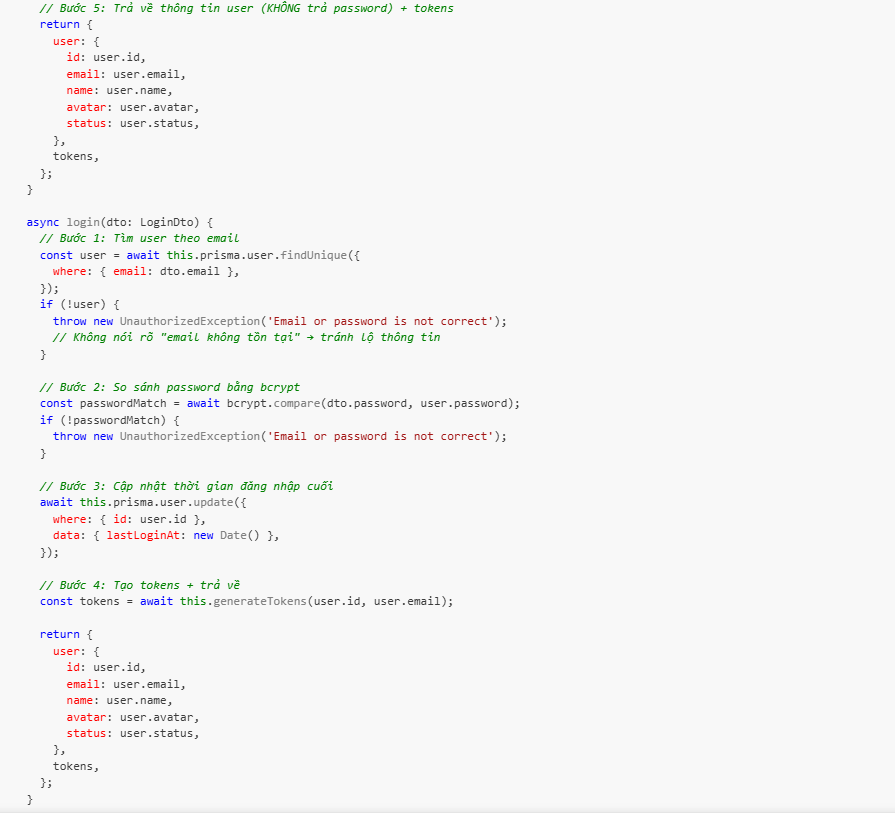 // Bước 5: Trả về thông tin user (KHÔNG trả password) + tokens
return {
user: {
id: user.id,
email: user.email,
name: user.name,
avatar: user.avatar,
status: user.status,
},
tokens,
};
}
async login(dto: LoginDto) {
// Bước 1: Tìm user theo email
const user = await this.prisma.user.findUnique({
where: { email: dto.email },
});
if (!user) {
throw new UnauthorizedException('Email or password is not correct');
// Không nói rõ "email không tồn tại" → tránh lộ thông tin
}
// Bước 2: So sánh password bằng bcrypt
const passwordMatch = await bcrypt.compare(dto.password, user.password);
if (!passwordMatch) {
throw new UnauthorizedException('Email or password is not correct');
}
// Bước 3: Cập nhật thời gian đăng nhập cuối
await this.prisma.user.update({
where: { id: user.id },
data: { lastLoginAt: new Date() },
});
// Bước 4: Tạo tokens + trả về
const tokens = await this.generateTokens(user.id, user.email);
return {
user: {
id: user.id,
email: user.email,
name: user.name,
avatar: user.avatar,
status: user.status,
},
tokens,
};
}